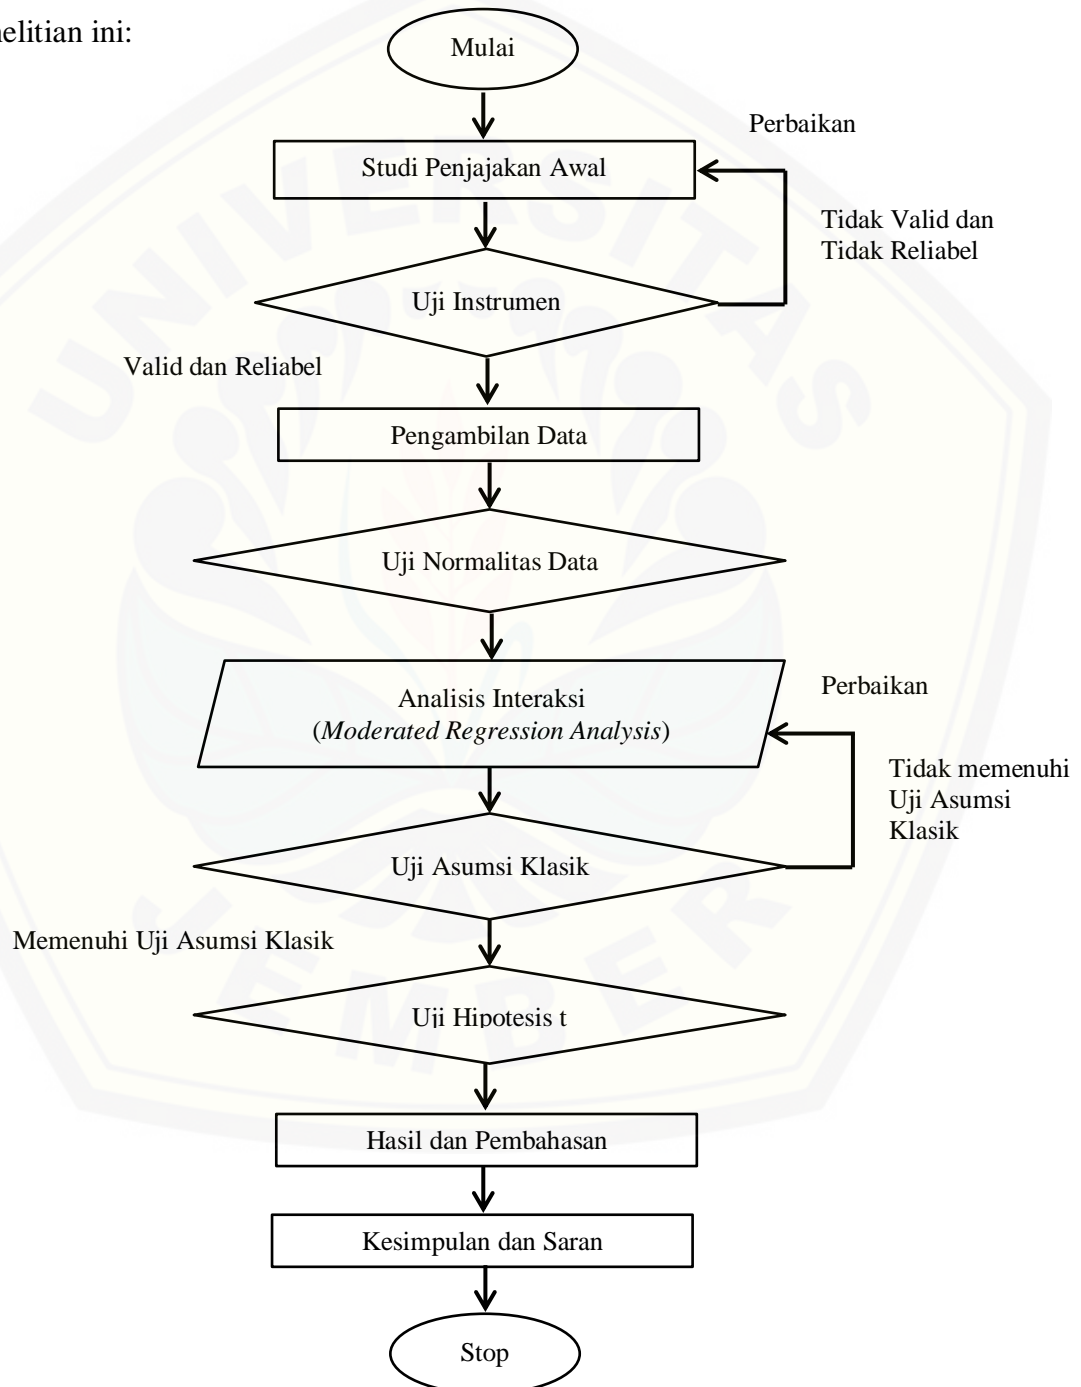 nelitian ini:
Mulai
Perbaikan
Studi Penjajakan Awal
Tidak Valid dan
Tidak Reliabel
Uji Instrumen
Valid dan Reliabel
Pengambilan Data
Uji Normalitas Data
Analisis Interaksi
(Moderated Regression Analysis)
Perbaikan
Tidak memenuhi
Uji Asumsi
Klasik
Uji Asumsi Klasik
Memenuhi Uji Asumsi Klasik
Uji Hipotesis t
Hasil dan Pembahasan
Kesimpulan dan Saran
Stop
UNIVERSITAS
JEMBER